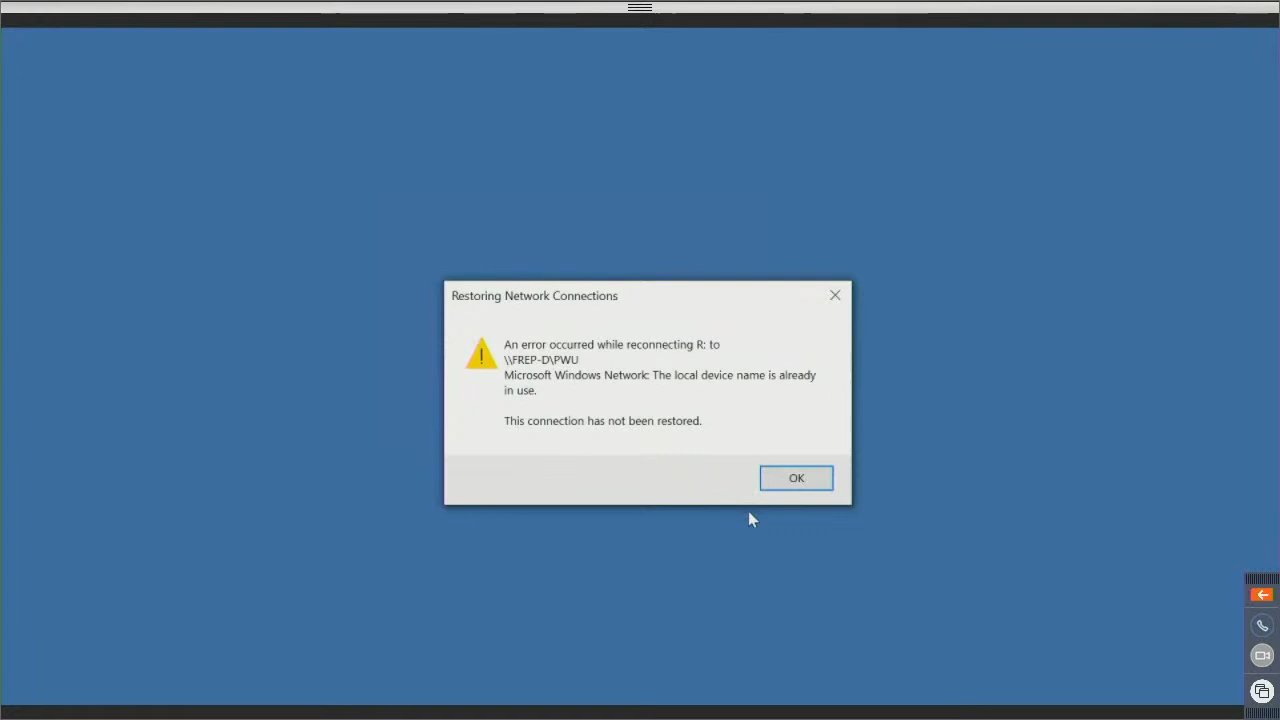 Restoring Network Connections
An error occurred while reconnecting R: to
\\FREP-D\PWU
Microsoft Windows Network: The local device name is already
in use.
This connection has not been restored.
OK